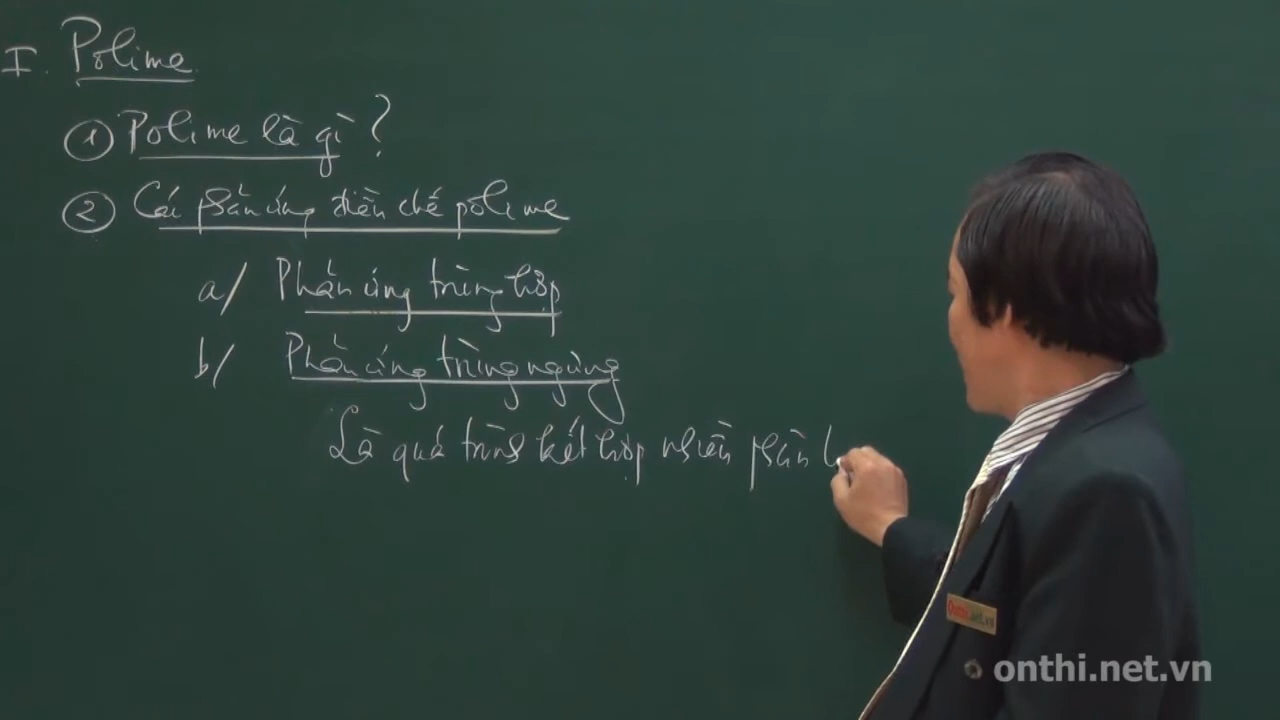 I. Polime
① Polime là gì?
② Các phản ứng điều chế polime
a/ Phản ứng trùng hợp
b/ Phản ứng trùng ngưng
Là quá trình kết hợp nhiều phân t
onthi.net.vn